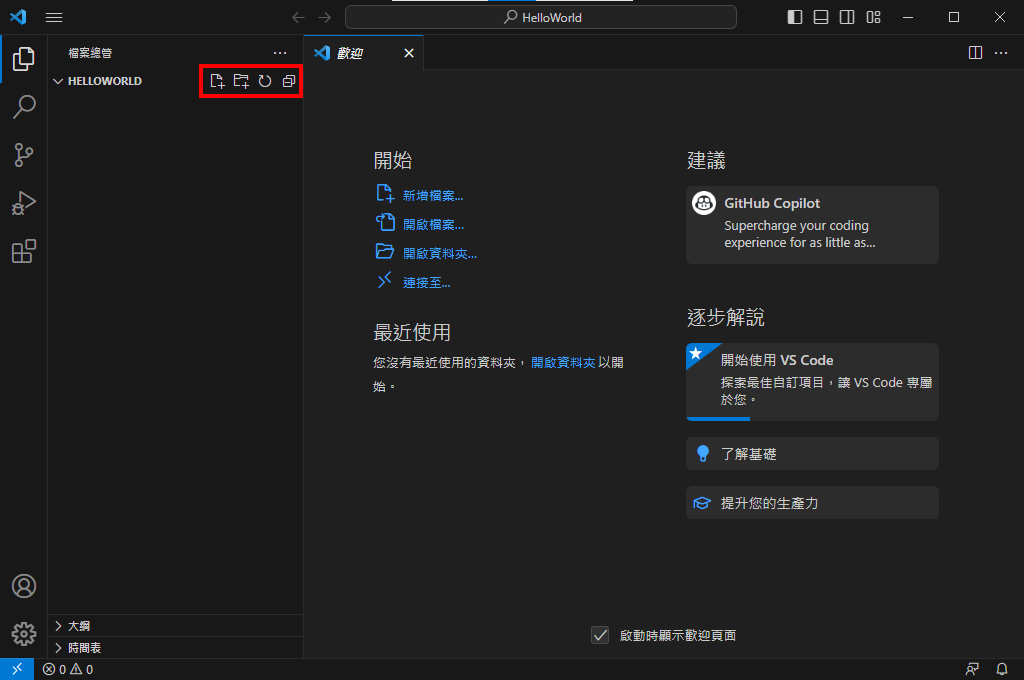 HelloWorld
檔案總管
HELLOWORLD
歡迎
開始
新增檔案...
開啟檔案...
開啟資料夾...
連接至...
最近使用
您沒有最近使用的資料夾，開啟資料夾以開
始。
建議
GitHub Copilot
Supercharge your coding
experience for as little as...
逐步解說
開始使用 VS Code
探索最佳自訂項目，讓 VS Code 專屬
於您。
了解基礎
提升您的生產力
啟動時顯示歡迎頁面
大綱
時間表
0 0